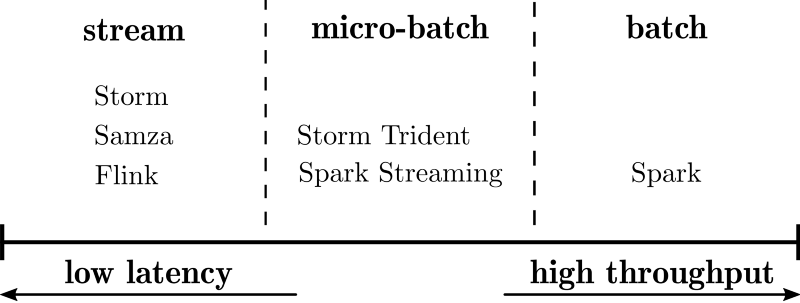 stream
micro-batch
batch
Storm
Samza
Storm Trident
Flink
Spark Streaming
Spark
low latency
high throughput